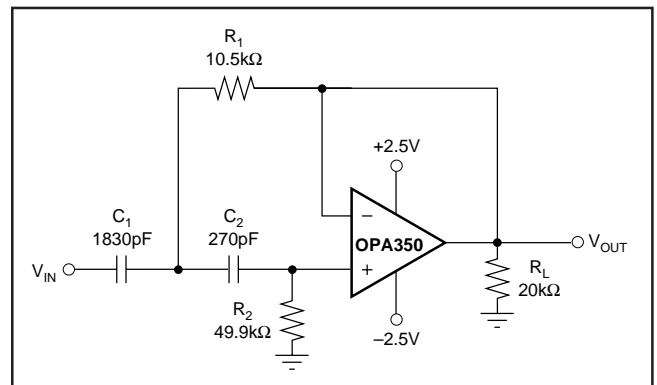 R1
10.5kΩ
+2.5V
C1
1830pF
C2
270pF
−
OPA350
+
VIN
VOUT
R2
49.9kΩ
RL
20kΩ
–2.5V